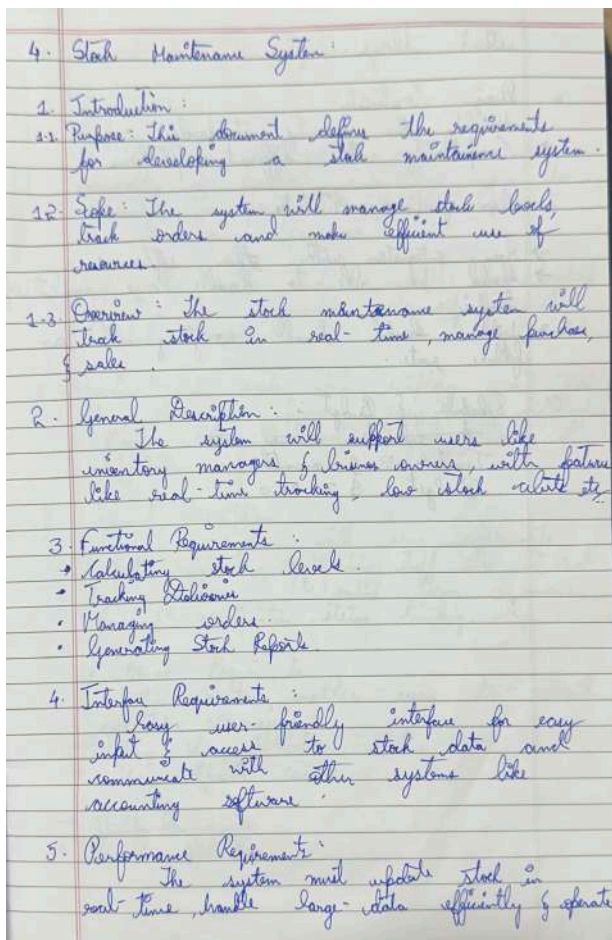 4. Stock Maintenance System:
1. Introduction:
1.1. Purpose: This document defines the requirements
for developing a stock maintainence system.
1.2. Scope: The system will manage stock levels,
track orders and make efficient use of
resources.
1.3. Overview: The stock maintenance system will
track stock in real-time, manage purchase,
& sales.
2. General Description:
The system will support users like
inventory managers, & business owners, with features
like real-time tracking, low stock alerts etc.
3. Functional Requirements:
• Calculating stock levels.
• Tracking Deliveries
• Managing orders.
• Generating Stock Reports.
4. Interface Requirements:
Easy user-friendly interface for easy
input & access to stock data and
communicate with other systems like
accounting software.
5. Performance Requirements:
The system must update stock in
real-time, handle large-data efficiently & operate